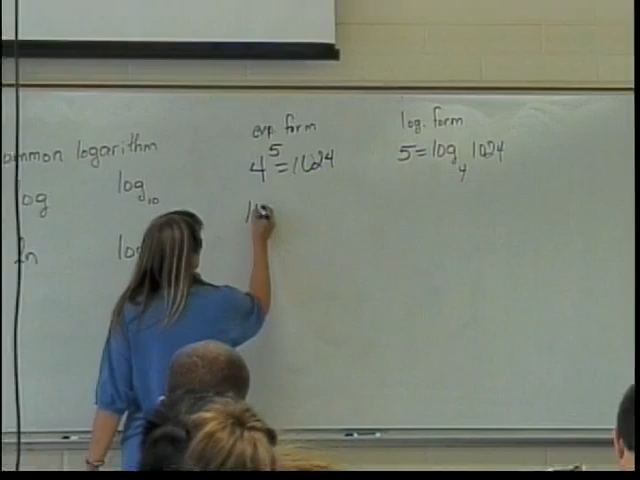 ommon logarithm
log log₁₀
ln
exp. form
4⁵ = 1024
log. form
5 = log₄ 1024